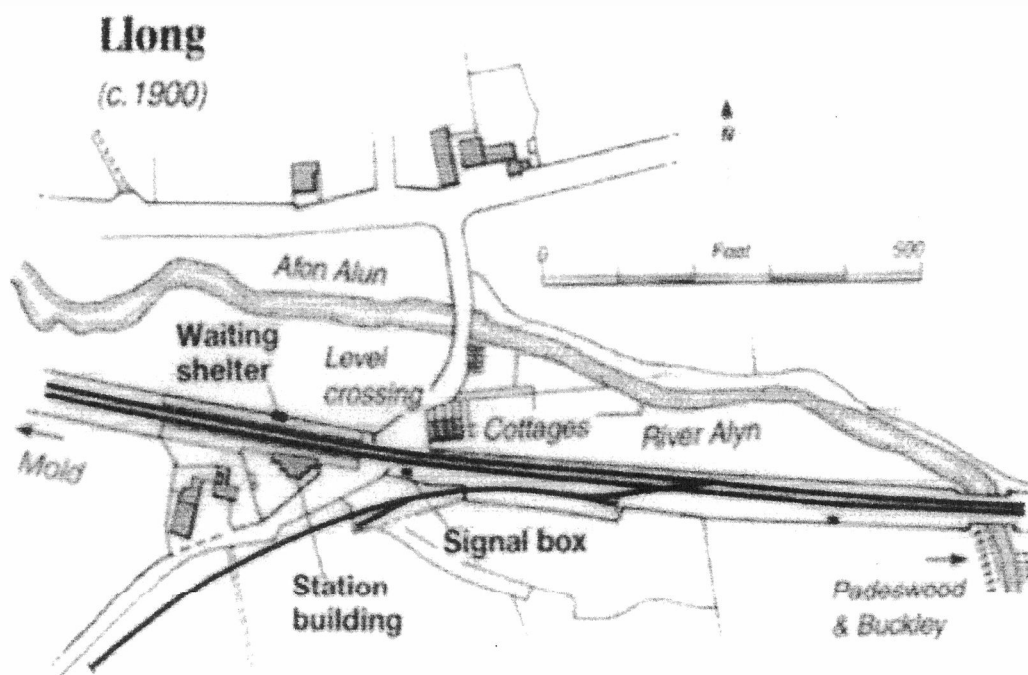 Llong
(c. 1900)
N
0 Feet 500
Afon Alun
Waiting
shelter
Level
crossing
Cottages
River Alyn
Mold
Signal box
Station
building
Padeswood
& Buckley